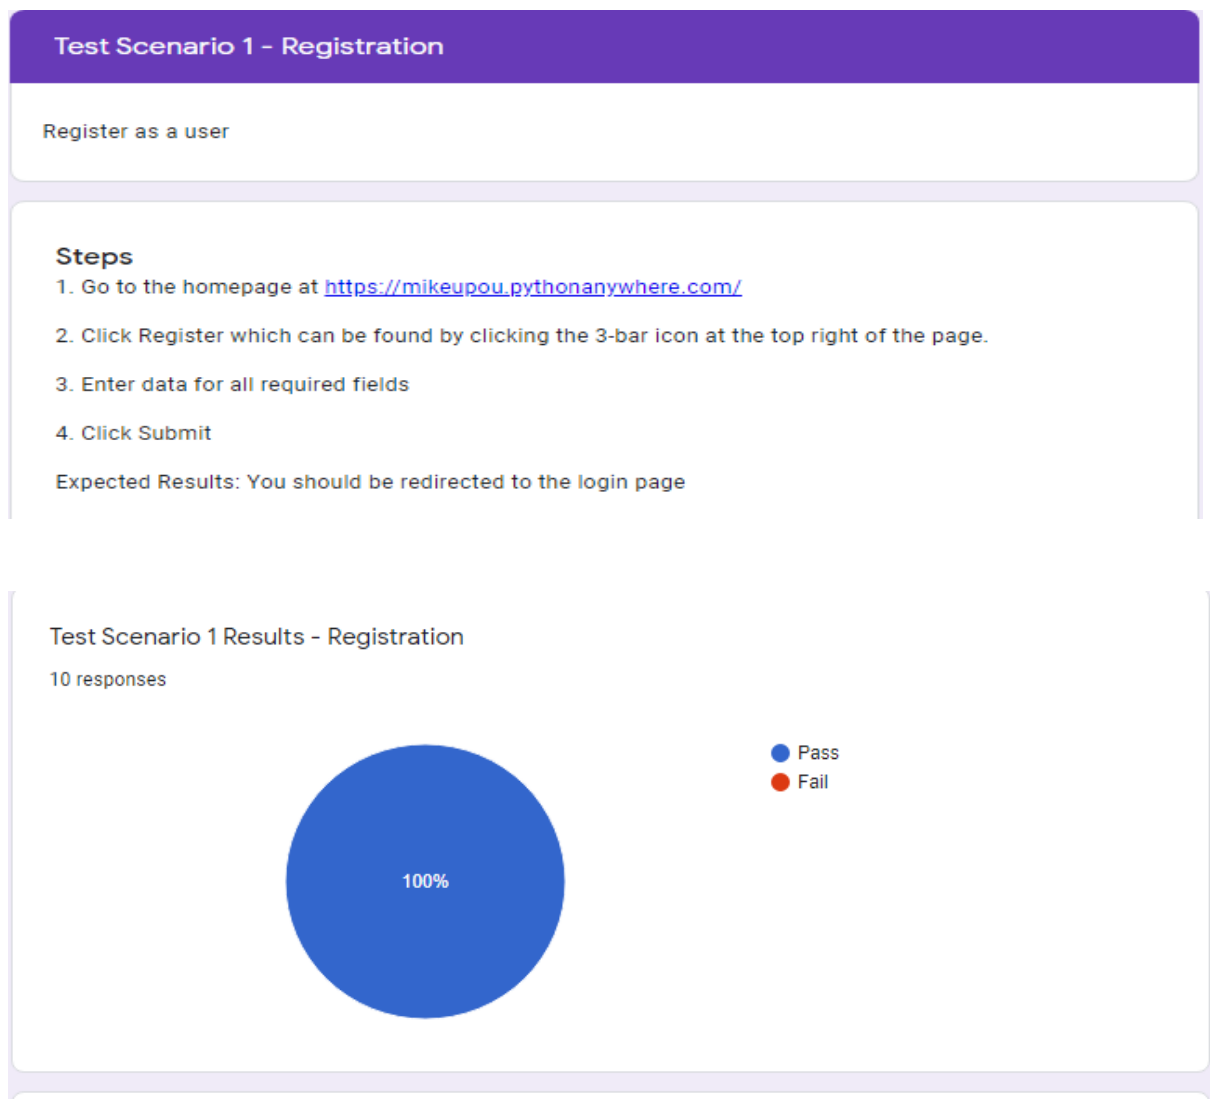 Test Scenario 1 - Registration
Register as a user
Steps
1. Go to the homepage at https://mikeupou.pythonanywhere.com/
2. Click Register which can be found by clicking the 3-bar icon at the top right of the page.
3. Enter data for all required fields
4. Click Submit
Expected Results: You should be redirected to the login page
Test Scenario 1 Results - Registration
10 responses
Pass
Fail
100%